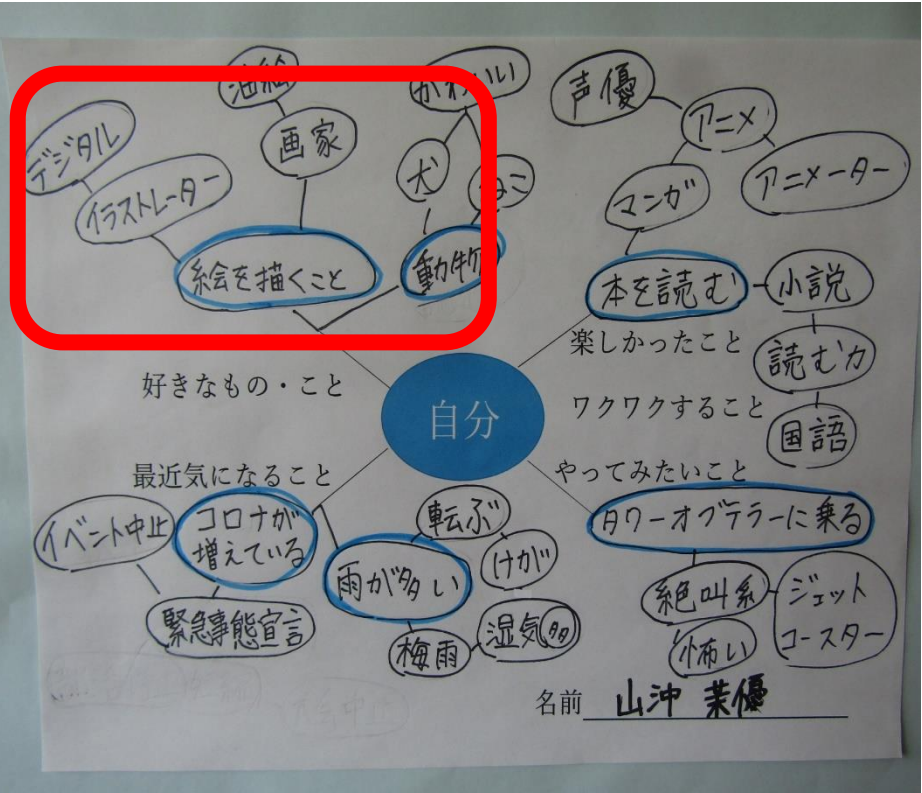 油絵
かわいい
声優
アニメ
デジタル
画家
犬
ねこ
マンガ
アニメーター
イラストレーター
絵を描くこと
動物
本を読む
小説
楽しかったこと
読む力
好きなもの・こと
自分
ワクワクすること
国語
最近気になること
やってみたいこと
イベント中止
コロナが
増えている
転ぶ
けが
タワーオブテラーに乗る
雨が多い
緊急事態宣言
梅雨
湿気多
絶叫系
ジェット
コースター
怖い
名前 山沖 茉優